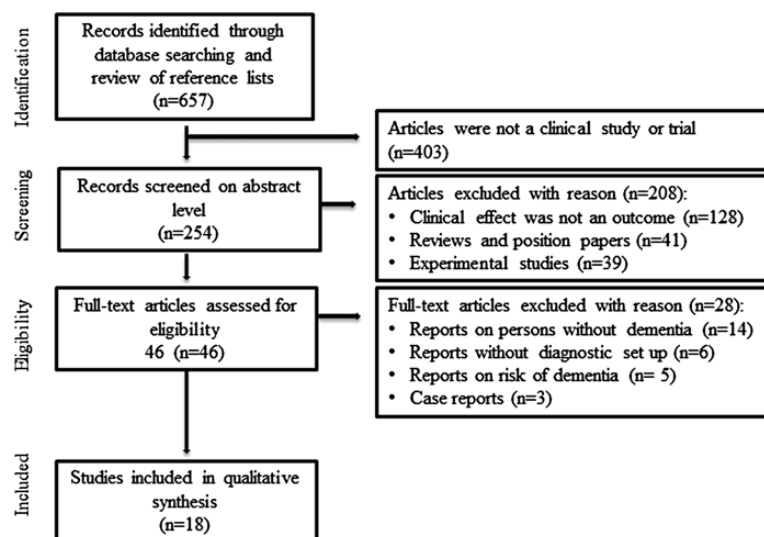 Identification
Records identified through
database searching and
review of reference lists
(n=657)
Articles were not a clinical study or trial
(n=403)
Screening
Records screened on abstract
level
(n=254)
Articles excluded with reason (n=208):
• Clinical effect was not an outcome (n=128)
• Reviews and position papers (n=41)
• Experimental studies (n=39)
Eligibility
Full-text articles assessed for
eligibility
46 (n=46)
Full-text articles excluded with reason (n=28):
• Reports on persons without dementia (n=14)
• Reports without diagnostic set up (n=6)
• Reports on risk of dementia (n= 5)
• Case reports (n=3)
Included
Studies included in qualitative
synthesis
(n=18)